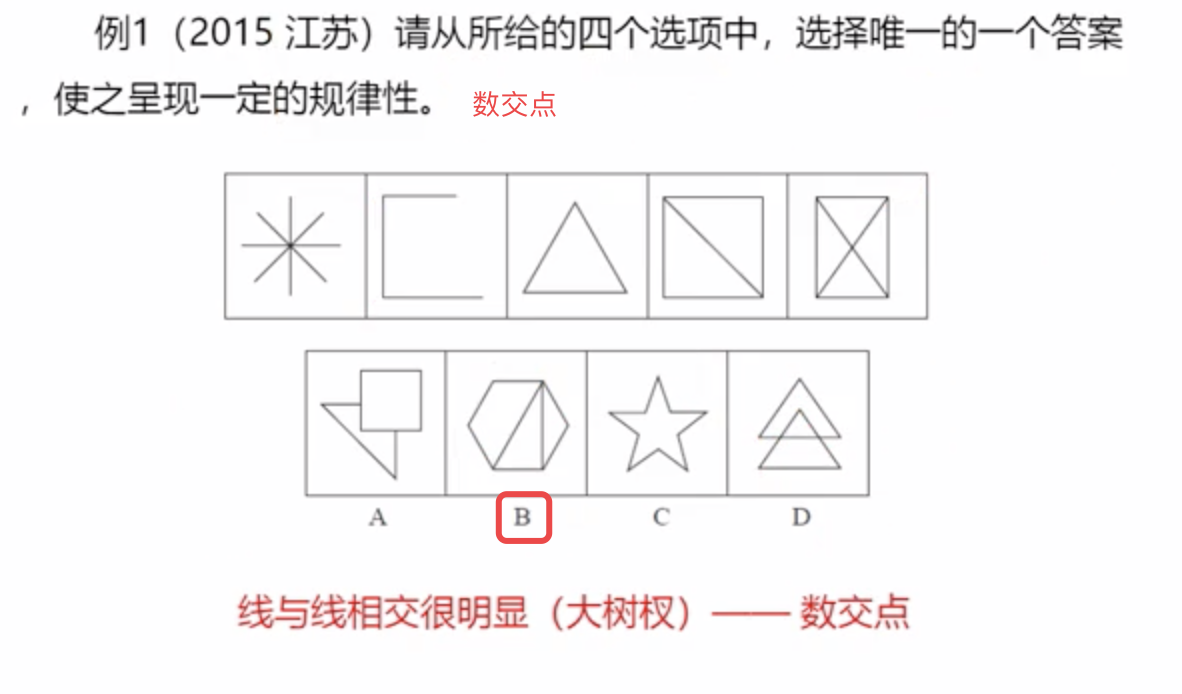 例1（2015 江苏）请从所给的四个选项中，选择唯一的一个答案
，使之呈现一定的规律性。 数交点
A B C D
线与线相交很明显（大树杈）—— 数交点